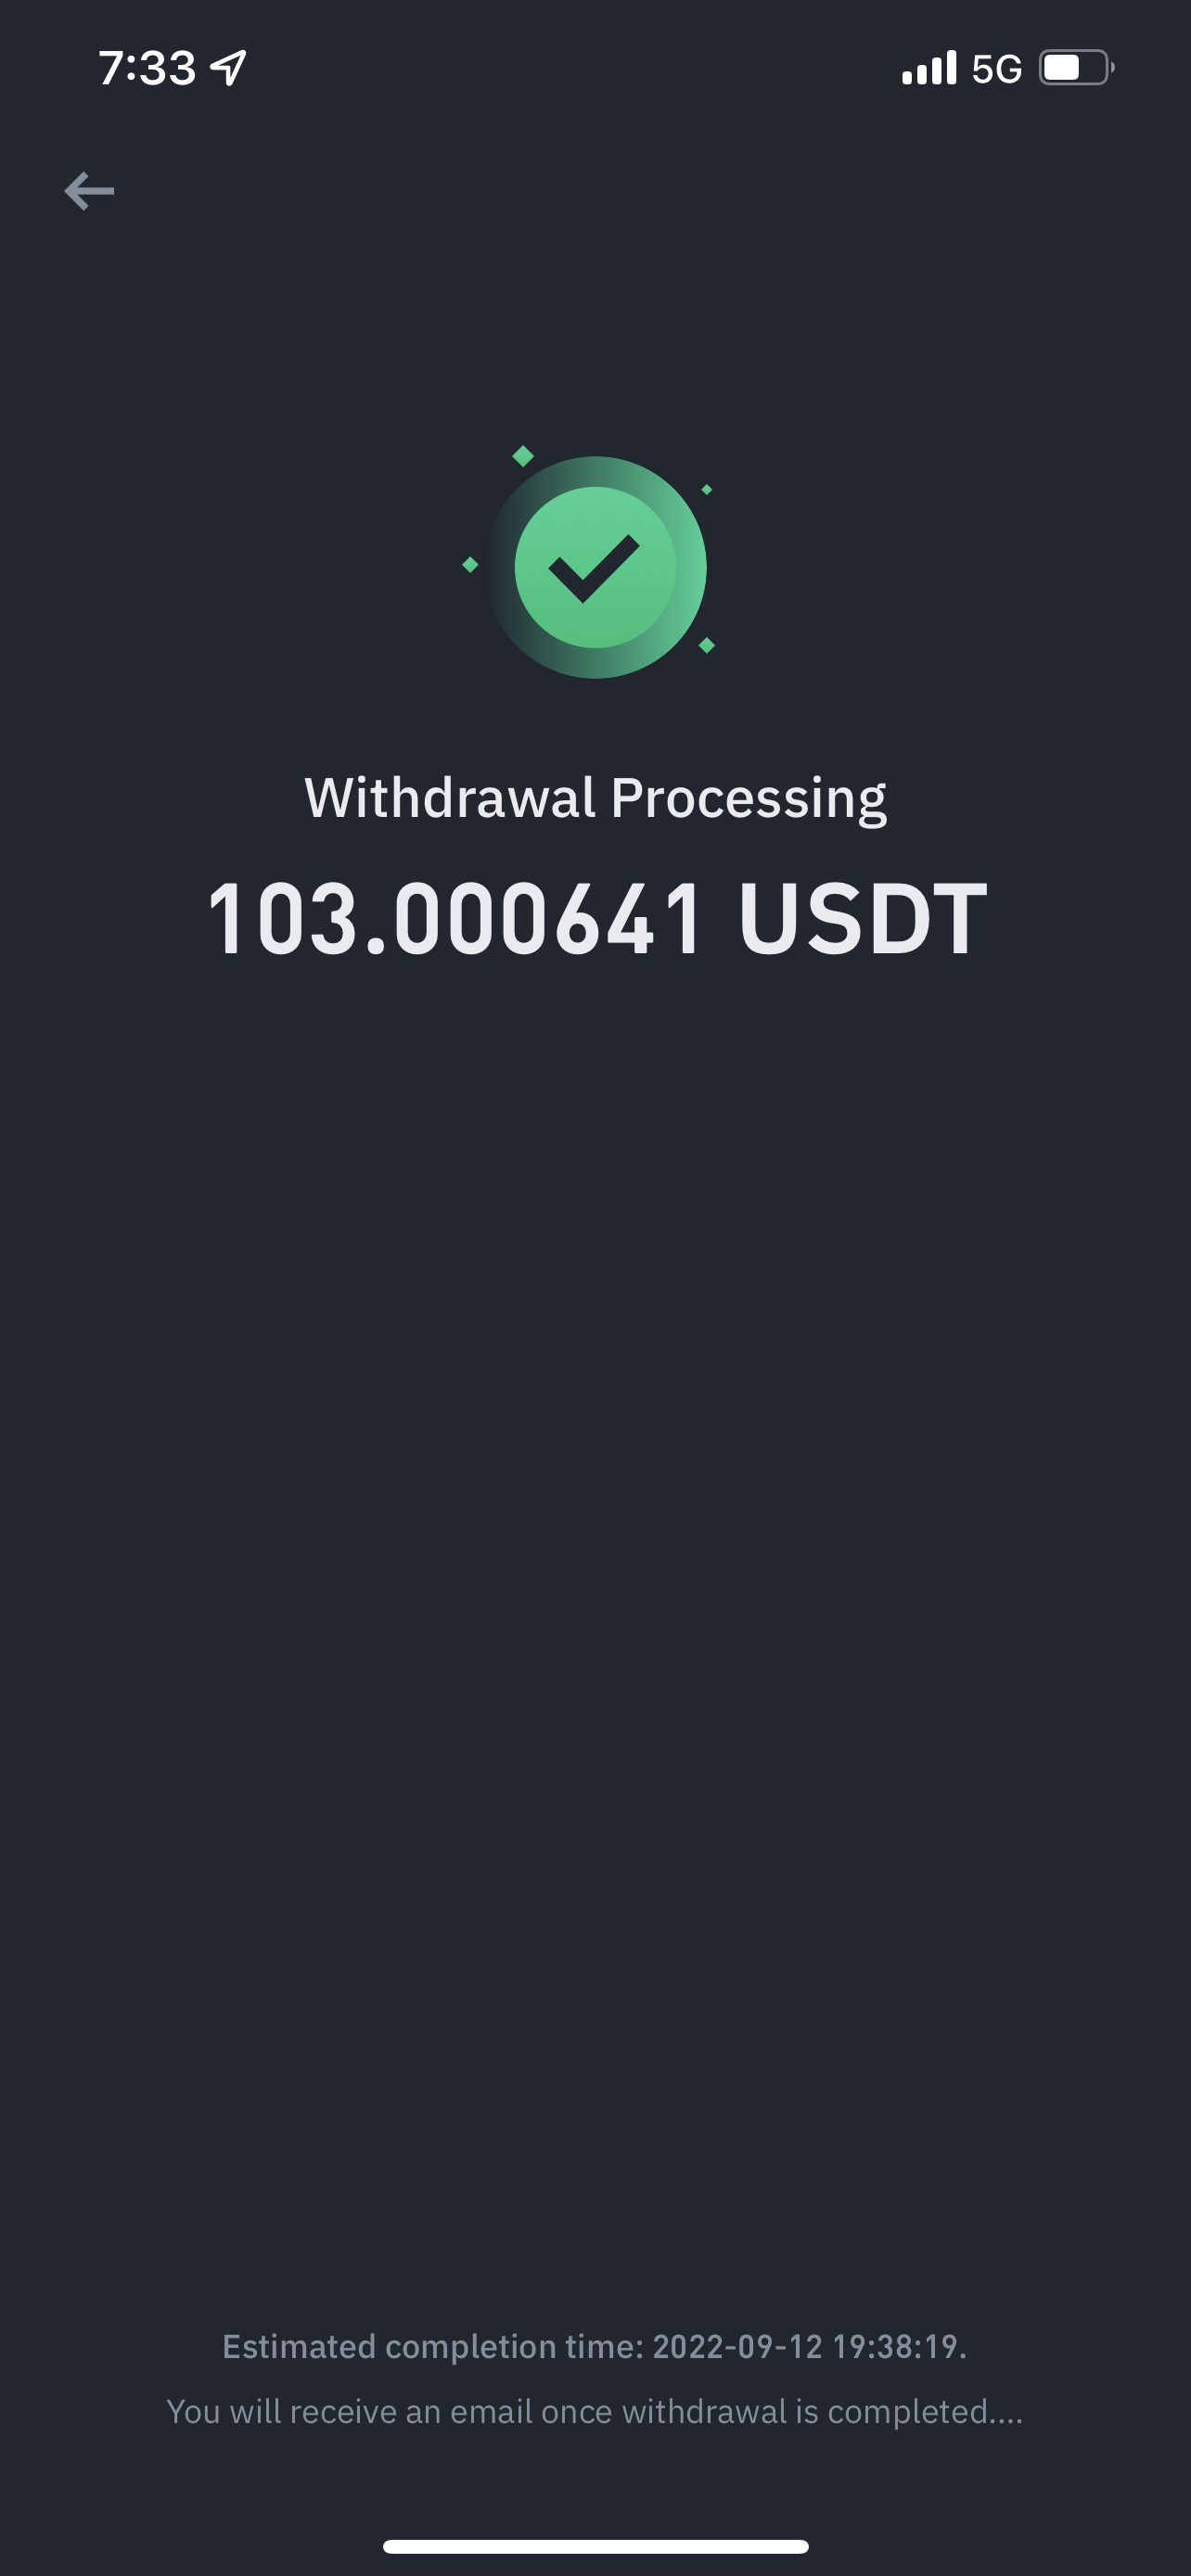 7:33 5G
Withdrawal Processing
103.000641 USDT
Estimated completion time: 2022-09-12 19:38:19.
You will receive an email once withdrawal is completed....